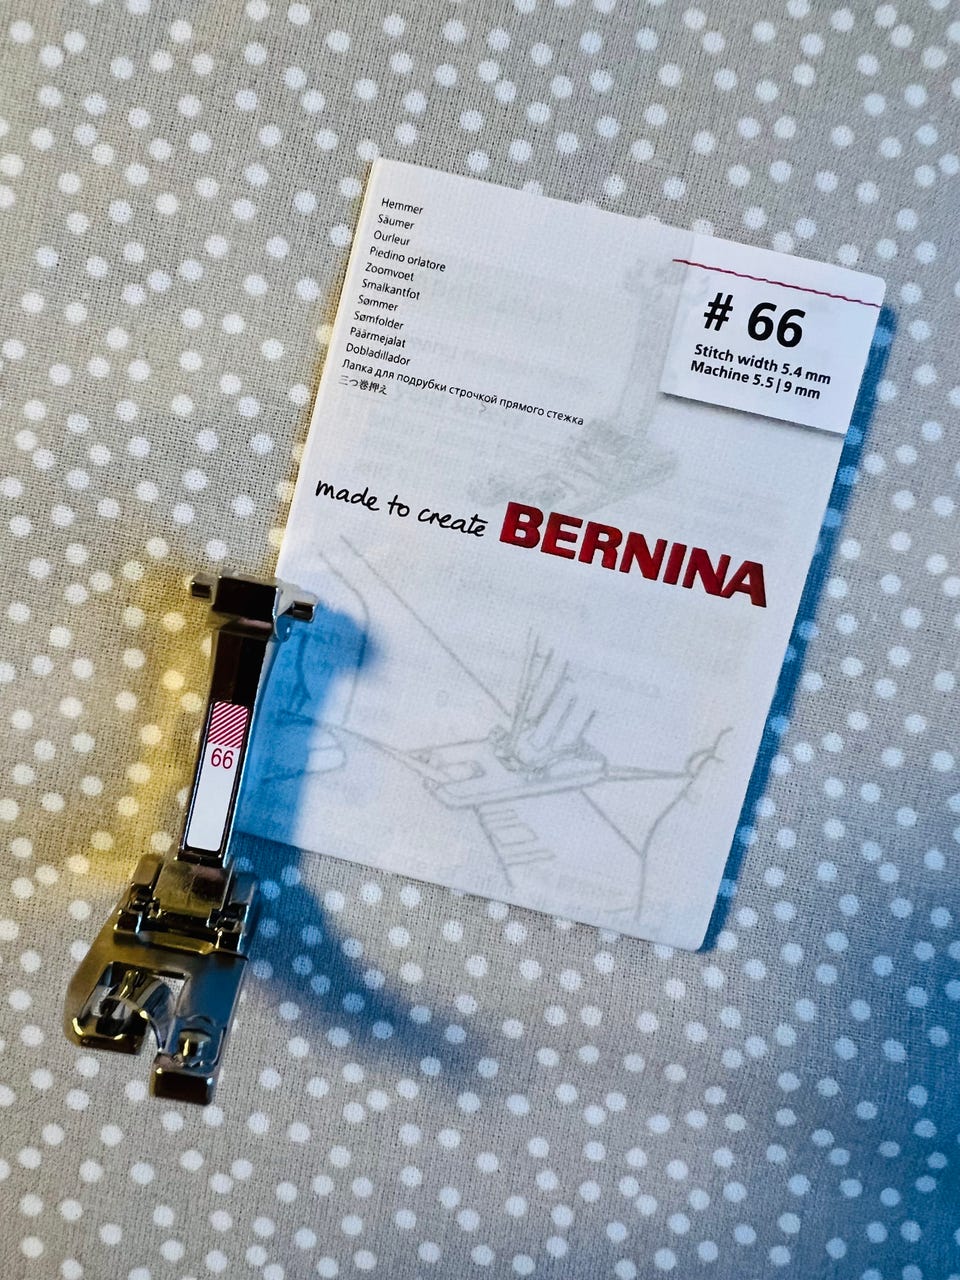 Hemmer
Säumer
Ourleur
Piedino orlatore
Zoomvoet
Smalkantfot
Sømmer
Sømfolder
Päärmejalat
Dobladillador
Лапка для подрубки строчкой прямого стежка
三つ巻押え
# 66
Stitch width 5.4 mm
Machine 5.5 | 9 mm
made to create BERNINA
66